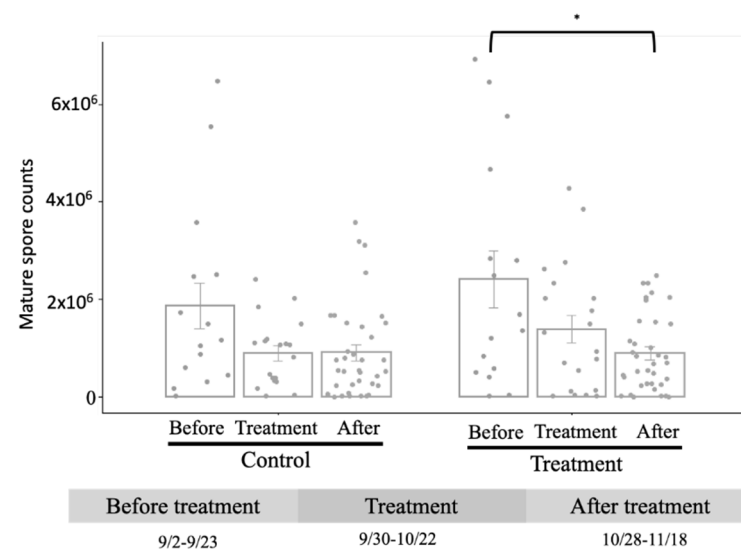 *
Mature spore counts
6x10⁶
4x10⁶
2x10⁶
0
Before Treatment After Before Treatment After
Control Treatment
Before treatment Treatment After treatment
9/2-9/23 9/30-10/22 10/28-11/18